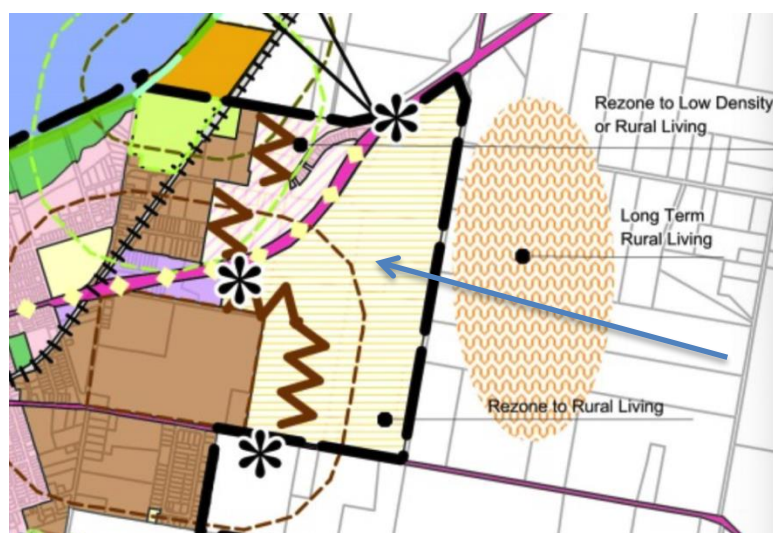 Rezone to Low Density
or Rural Living
Long Term
Rural Living
Rezone to Rural Living